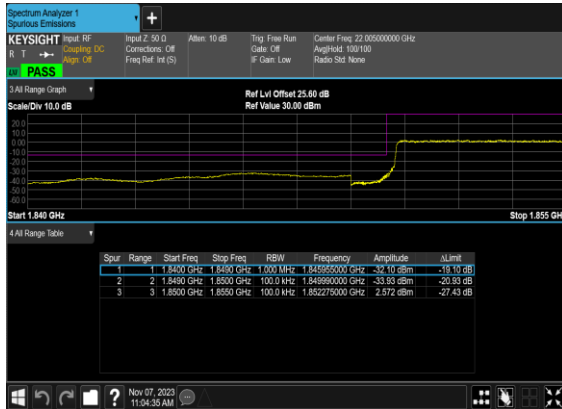 Spectrum Analyzer 1
Spurious Emissions
+
KEYSIGHT
R T
Input: RF
Coupling: DC
Align: Off
Input Z: 50 Ω
Corrections: Off
Freq Ref: Int (S)
Atten: 10 dB
Trig: Free Run
Gate: Off
IF Gain: Low
Center Freq: 22.005000000 GHz
Avg|Hold: 100/100
Radio Std: None
PASS
3 All Range Graph
Scale/Div 10.0 dB
Ref Lvl Offset 25.60 dB
Ref Value 30.00 dBm
20.0
10.0
0.00
-10.0
-20.0
-30.0
-40.0
-50.0
-60.0
Start 1.840 GHz
Stop 1.855 GH
4 All Range Table
Spur Range Start Freq Stop Freq RBW Frequency Amplitude ΔLimit
1 1 1.8400 GHz 1.8490 GHz 1.000 MHz 1.845955000 GHz -32.10 dBm -19.10 dB
2 2 1.8490 GHz 1.8500 GHz 100.0 kHz 1.849990000 GHz -33.93 dBm -20.93 dB
3 3 1.8500 GHz 1.8550 GHz 100.0 kHz 1.852275000 GHz 2.572 dBm -27.43 dB
?
Nov 07, 2023
11:04:35 AM